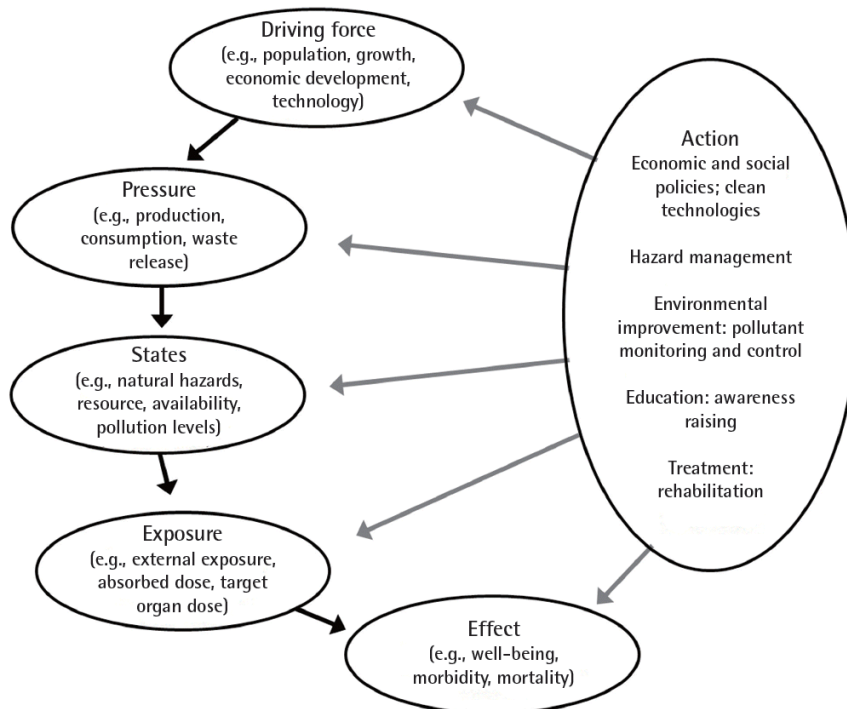 Driving force
(e.g., population, growth,
economic development,
technology)
Pressure
(e.g., production,
consumption, waste
release)
States
(e.g., natural hazards,
resource, availability,
pollution levels)
Exposure
(e.g., external exposure,
absorbed dose, target
organ dose)
Effect
(e.g., well-being,
morbidity, mortality)
Action
Economic and social
policies; clean
technologies
Hazard management
Environmental
improvement: pollutant
monitoring and control
Education: awareness
raising
Treatment:
rehabilitation